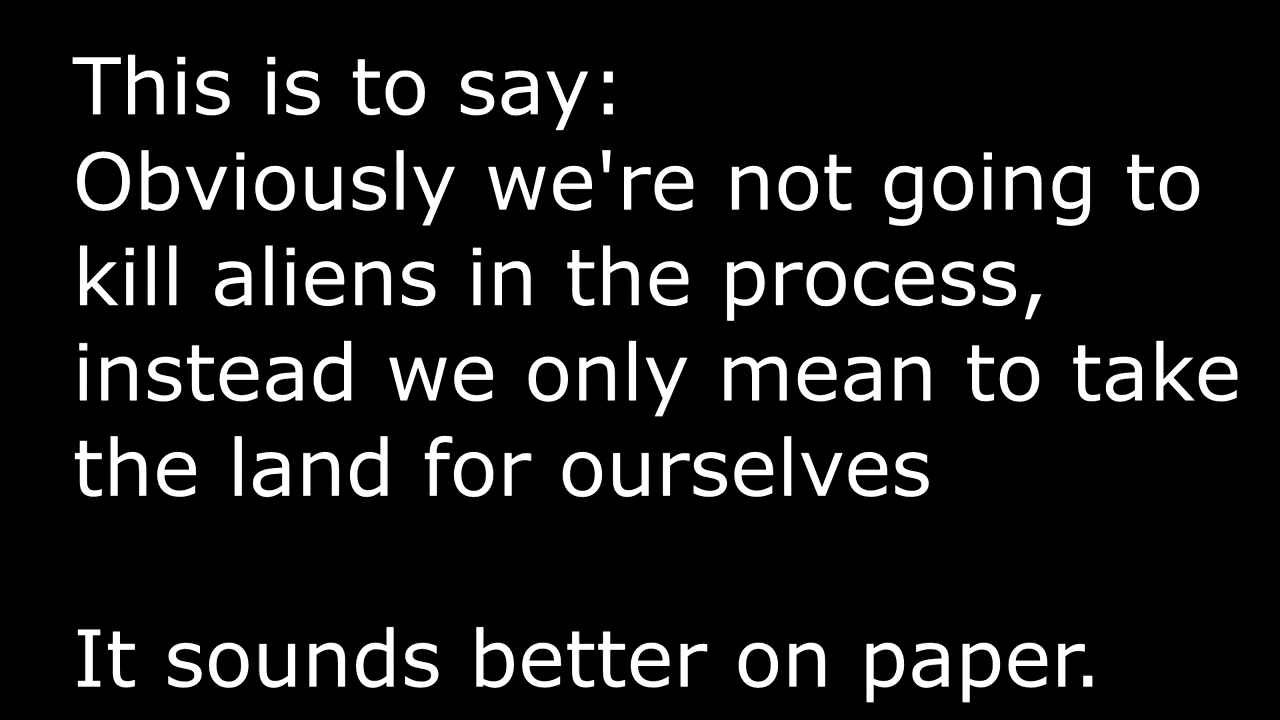 This is to say:
Obviously we're not going to
kill aliens in the process,
instead we only mean to take
the land for ourselves
It sounds better on paper.